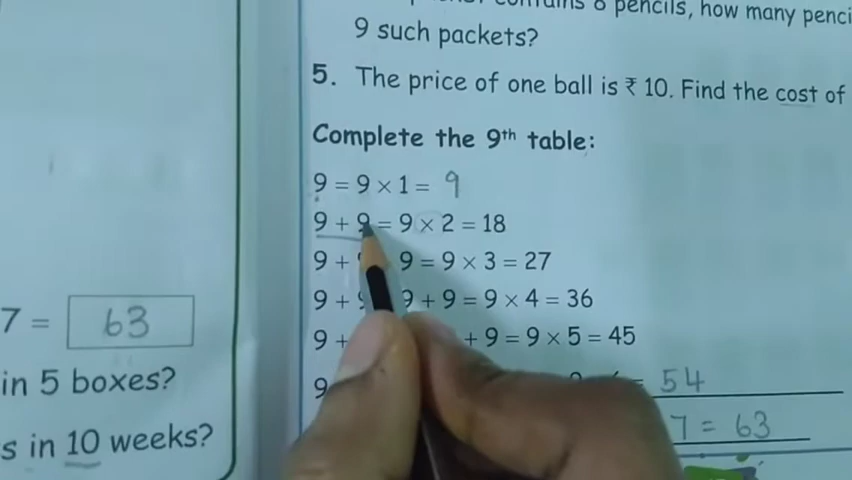 7 = 63
in 5 boxes?
s in 10 weeks?
contains 8 pencils, how many penci
9 such packets?
5. The price of one ball is ₹ 10. Find the cost of
Complete the 9th table:
9 = 9 × 1 = 9
9 + 9 = 9 × 2 = 18
9 + 9 = 9 × 3 = 27
9 + 9 + 9 = 9 × 4 = 36
9 + + 9 = 9 × 5 = 45
9 = 54
7 = 63